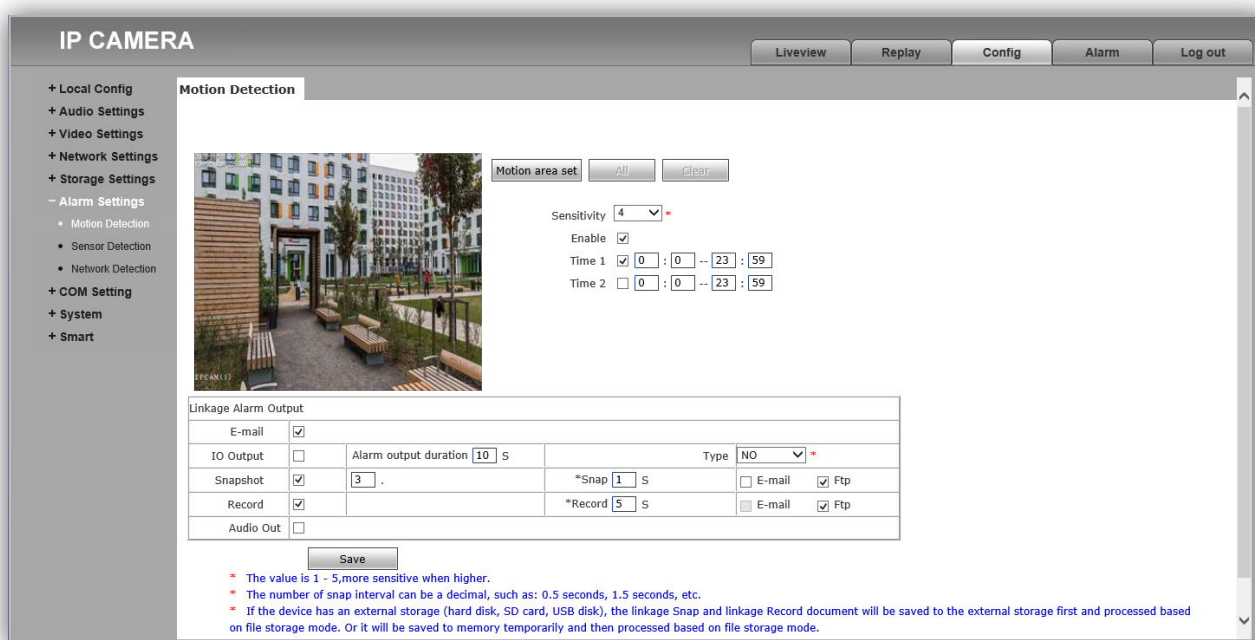 IP CAMERA
Liveview Replay Config Alarm Log out
+ Local Config
+ Audio Settings
+ Video Settings
+ Network Settings
+ Storage Settings
− Alarm Settings
• Motion Detection
• Sensor Detection
• Network Detection
+ COM Setting
+ System
+ Smart
Motion Detection
IPCAM(1)
Motion area set All Clear
Sensitivity 4 *
Enable
Time 1 0 : 0 -- 23 : 59
Time 2 0 : 0 -- 23 : 59
Linkage Alarm Output
E-mail
IO Output Alarm output duration 10 S Type NO *
Snapshot 3 . *Snap 1 S E-mail Ftp
Record *Record 5 S E-mail Ftp
Audio Out
Save
* The value is 1 - 5,more sensitive when higher.
* The number of snap interval can be a decimal, such as: 0.5 seconds, 1.5 seconds, etc.
* If the device has an external storage (hard disk, SD card, USB disk), the linkage Snap and linkage Record document will be saved to the external storage first and processed based
on file storage mode. Or it will be saved to memory temporarily and then processed based on file storage mode.